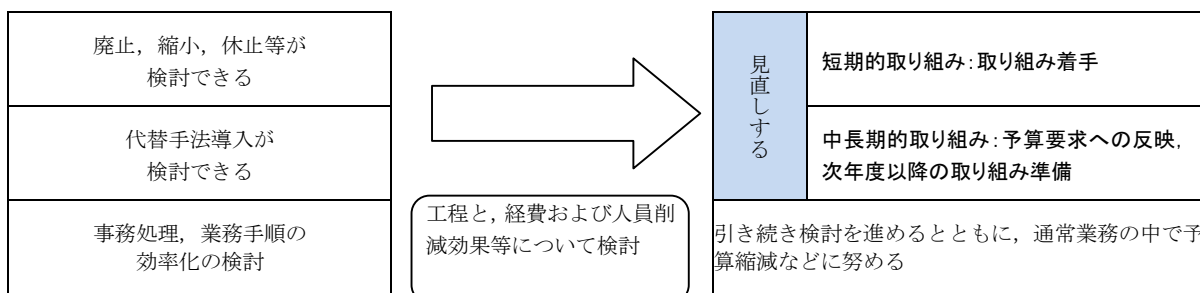 廃止，縮小，休止等が
検討できる
代替手法導入が
検討できる
事務処理，業務手順の
効率化の検討
工程と，経費および人員削
減効果等について検討
見直しする
短期的取り組み：取り組み着手
中長期的取り組み：予算要求への反映，
次年度以降の取り組み準備
引き続き検討を進めるとともに，通常業務の中で予
算縮減などに努める